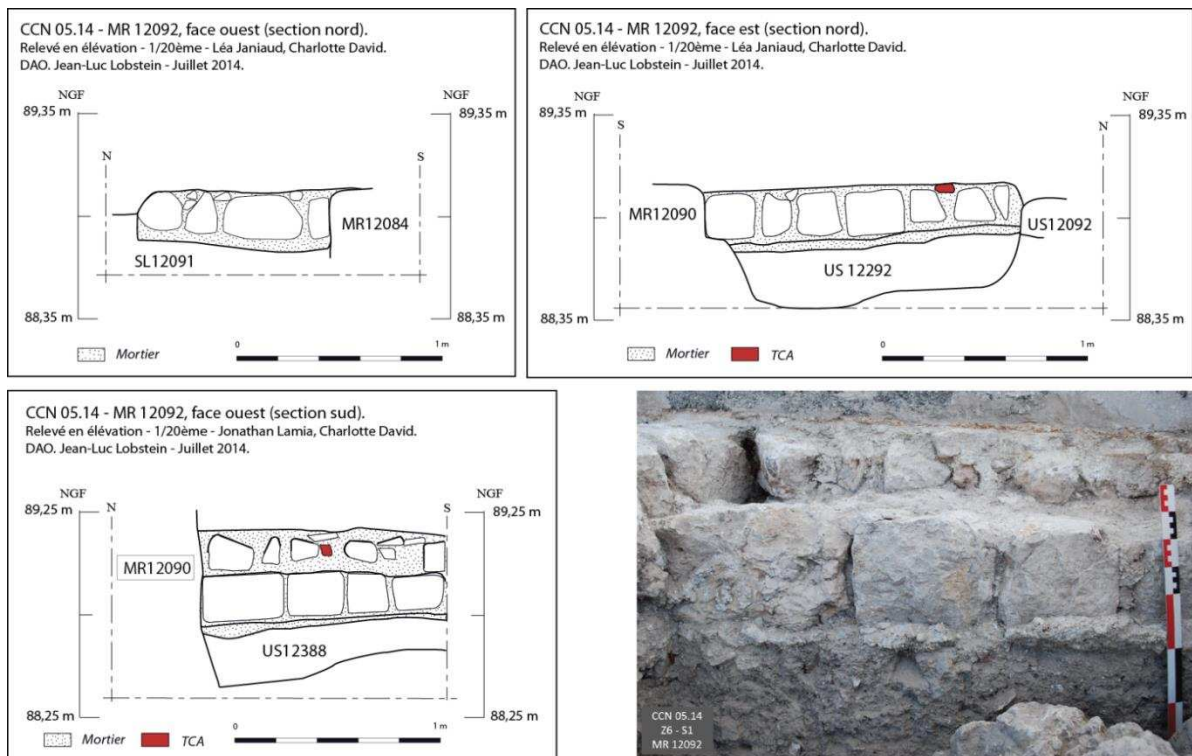 CCN 05.14 - MR 12092, face ouest (section nord).
Relevé en élévation - 1/20ème - Léa Janiaud, Charlotte David.
DAO. Jean-Luc Lobstein - Juillet 2014.
NGF
NGF
89,35 m
89,35 m
N
S
MR12084
SL12091
88,35 m
88,35 m
Mortier
0
1 m
CCN 05.14 - MR 12092, face est (section nord).
Relevé en élévation - 1/20ème - Léa Janiaud, Charlotte David.
DAO. Jean-Luc Lobstein - Juillet 2014.
NGF
NGF
89,35 m
89,35 m
S
N
MR12090
US12092
US 12292
88,35 m
88,35 m
Mortier
TCA
0
1 m
CCN 05.14 - MR 12092, face ouest (section sud).
Relevé en élévation - 1/20ème - Jonathan Lamia, Charlotte David.
DAO. Jean-Luc Lobstein - Juillet 2014.
NGF
NGF
N
S
89,25 m
89,25 m
MR12090
US12388
88,25 m
88,25 m
Mortier
TCA
0
1 m
CCN 05.14
Z6 - S1
MR 12092